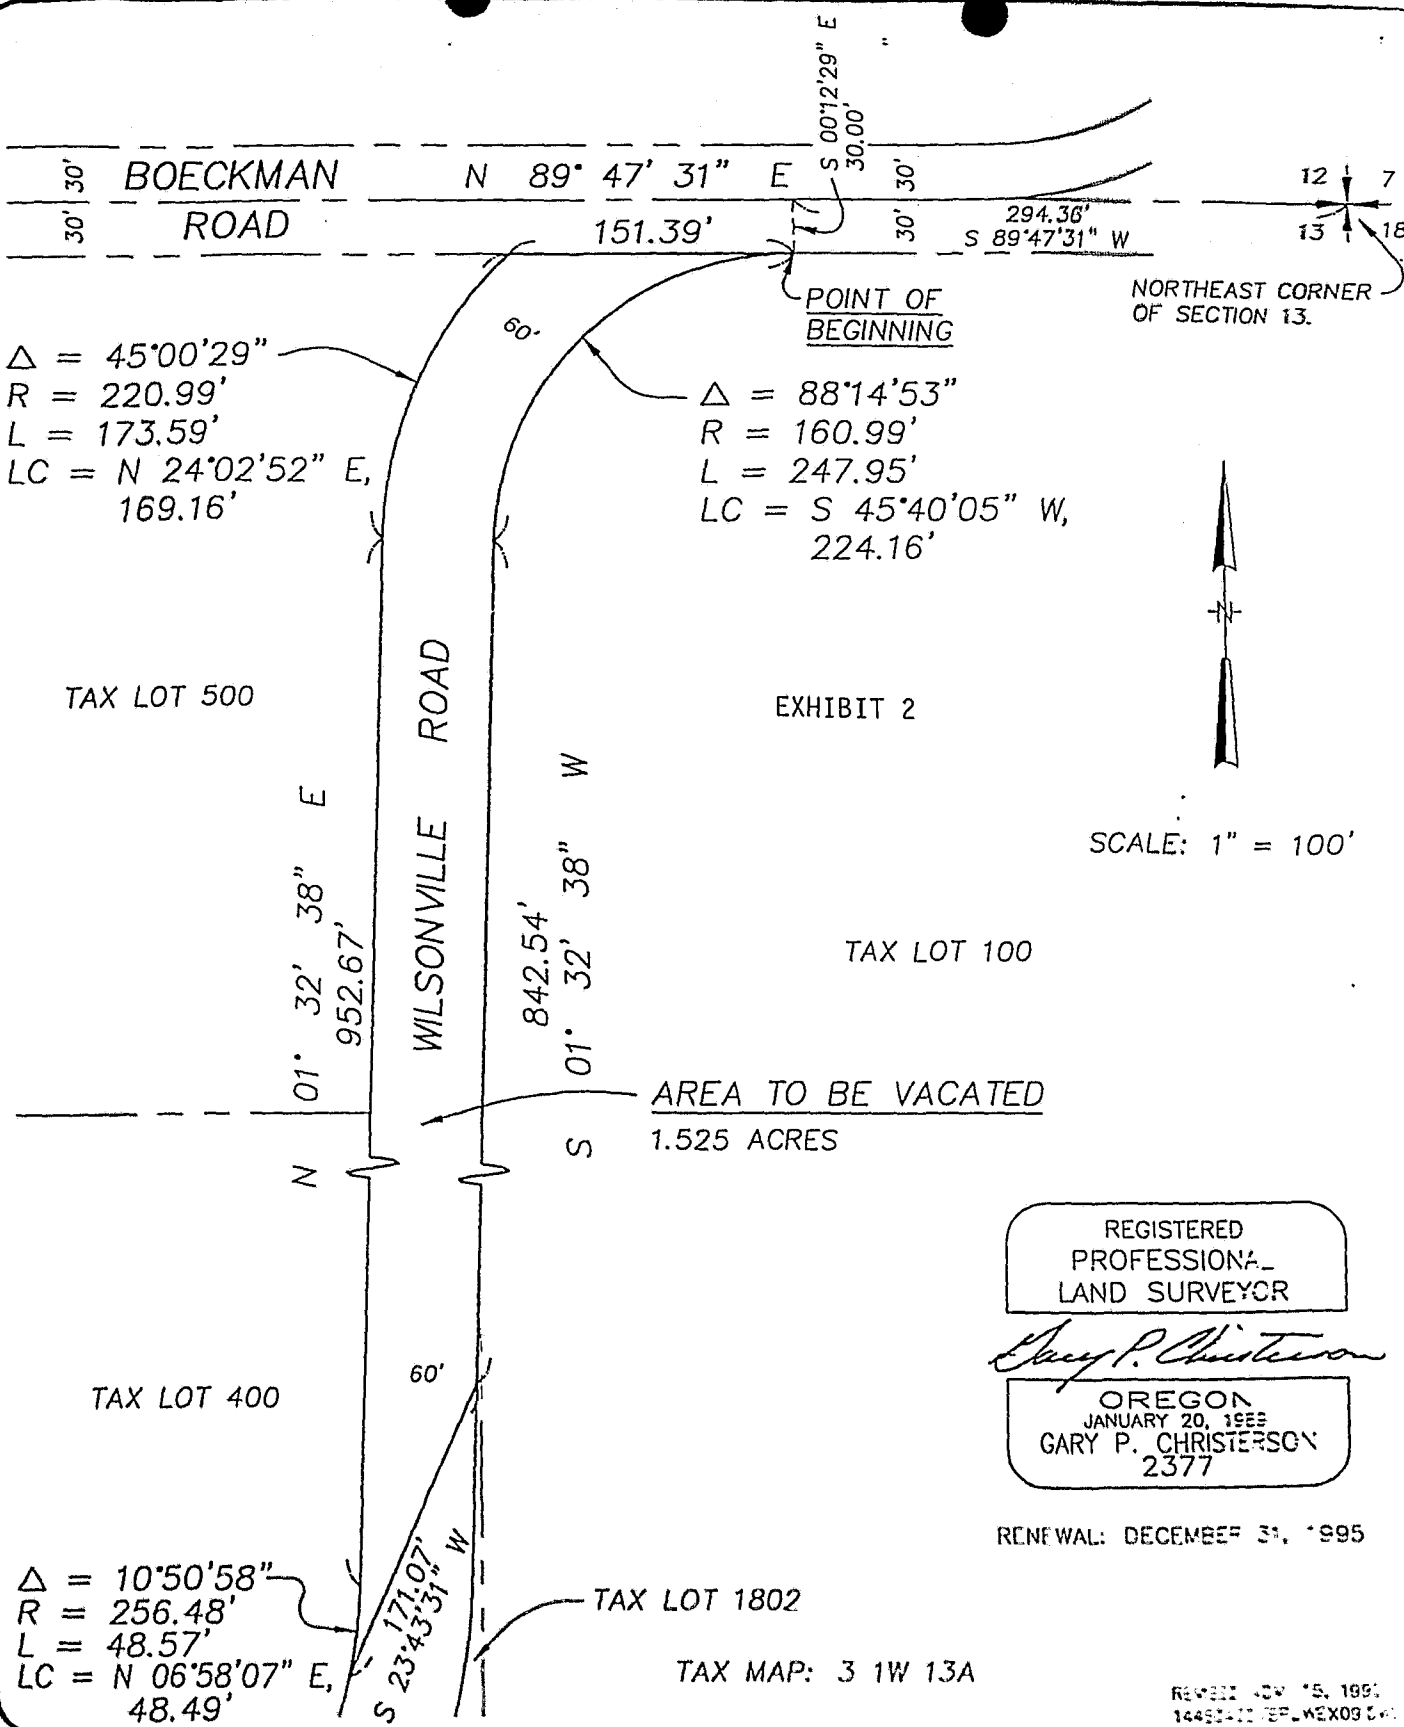 S 00°12'29" E
30.00'
30'
BOECKMAN
N 89° 47' 31" E
30'
12
7
30'
ROAD
151.39'
30'
294.36'
S 89°47'31" W
13
18
POINT OF
BEGINNING
NORTHEAST CORNER
OF SECTION 13.
60'
Δ = 45°00'29"
R = 220.99'
L = 173.59'
LC = N 24°02'52" E,
169.16'
Δ = 88°14'53"
R = 160.99'
L = 247.95'
LC = S 45°40'05" W,
224.16'
N
TAX LOT 500
EXHIBIT 2
WILSONVILLE ROAD
N 01° 32' 38" E
952.67'
842.54'
S 01° 32' 38" W
SCALE: 1" = 100'
TAX LOT 100
AREA TO BE VACATED
1.525 ACRES
REGISTERED
PROFESSIONAL
LAND SURVEYOR
Gary P. Christerson
OREGON
JANUARY 20,
GARY P. CHRISTERSON
2377
RENEWAL: DECEMBER 31, 1995
TAX LOT 400
60'
171.07'
S 23°43'31" W
Δ = 10°50'58"
R = 256.48'
L = 48.57'
LC = N 06°58'07" E,
48.49'
TAX LOT 1802
TAX MAP: 3 1W 13A